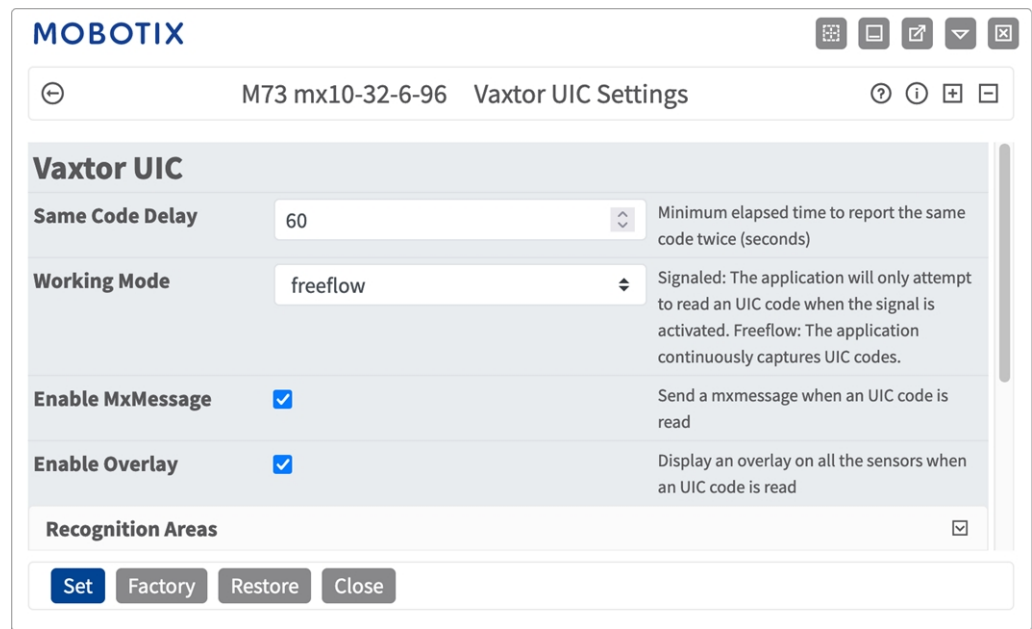 MOBOTIX
M73 mx10-32-6-96 Vaxtor UIC Settings
Vaxtor UIC
Same Code Delay
60
Minimum elapsed time to report the same
code twice (seconds)
Working Mode
freeflow
Signaled: The application will only attempt
to read an UIC code when the signal is
activated. Freeflow: The application
continuously captures UIC codes.
Enable MxMessage
Send a mxmessage when an UIC code is
read
Enable Overlay
Display an overlay on all the sensors when
an UIC code is read
Recognition Areas
Set Factory Restore Close